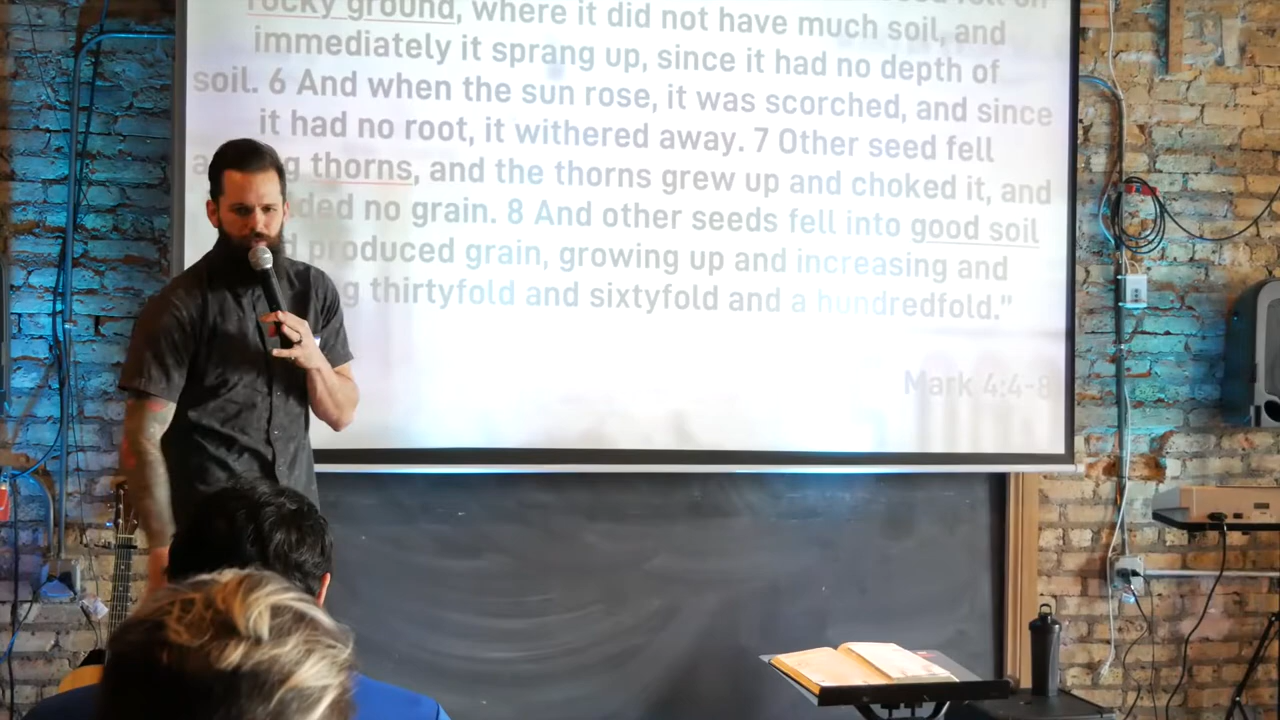 rocky ground, where it did not have much soil, and
immediately it sprang up, since it had no depth of
soil. 6 And when the sun rose, it was scorched, and since
it had no root, it withered away. 7 Other seed fell
thorns, and the thorns grew up and choked it, and
no grain. 8 And other seeds fell into good soil
produced grain, growing up and increasing and
thirtyfold and sixtyfold and a hundredfold."
Mark 4:4-8